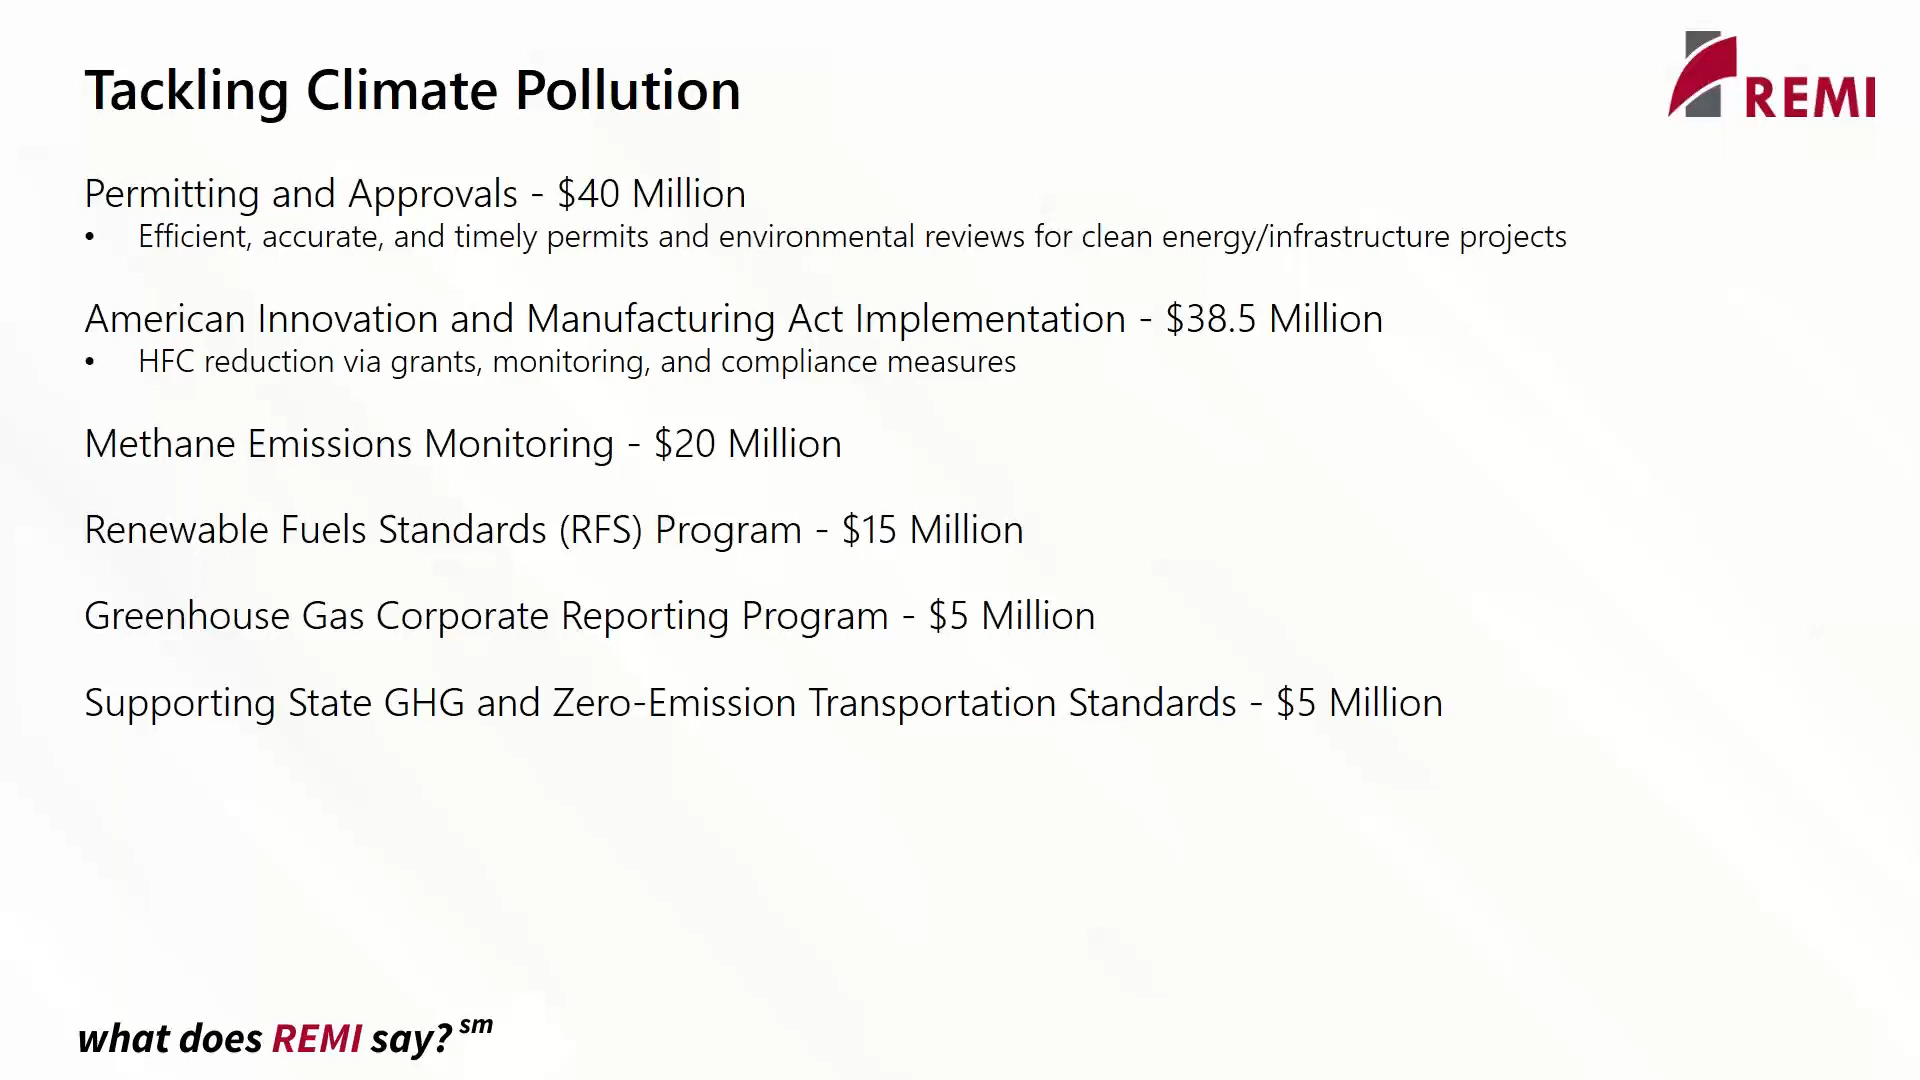 Tackling Climate Pollution
REMI
Permitting and Approvals - $40 Million
• Efficient, accurate, and timely permits and environmental reviews for clean energy/infrastructure projects
American Innovation and Manufacturing Act Implementation - $38.5 Million
• HFC reduction via grants, monitoring, and compliance measures
Methane Emissions Monitoring - $20 Million
Renewable Fuels Standards (RFS) Program - $15 Million
Greenhouse Gas Corporate Reporting Program - $5 Million
Supporting State GHG and Zero-Emission Transportation Standards - $5 Million
what does REMI say? sm